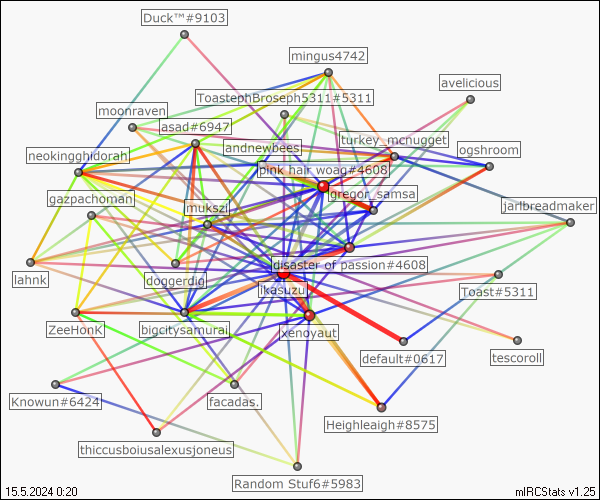 Duck™#9103
mingus4742
avelicious
ToastephBroseph5311#5311
moonraven
asad#6947
turkey_mcnugget
andnewbees
neokingghidorah
ogshroom
pink hair woag#4608
gregor_samsa
gazpachoman
mukszi
jarlbreadmaker
disaster of passion#4608
lahnk
doggerdig
ikasuzu
Toast#5311
ZeeHonK
bigcitysamurai
xenoyaut
default#0617
tescoroll
Knowun#6424
facadas.
Heighleigh#8575
thiccusboiusalexusjoneus
Random Stuf6#5983
15.5.2024 0:20
mIRCStats v1.25